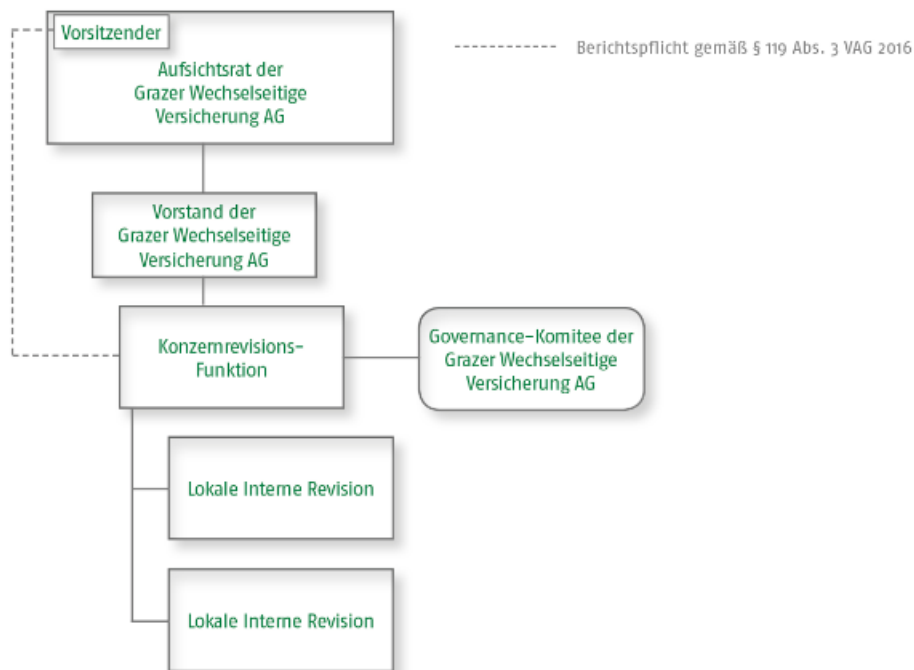 Vorsitzender
Aufsichtsrat der
Grazer Wechselseitige
Versicherung AG
Berichtspflicht gemäß § 119 Abs. 3 VAG 2016
Vorstand der
Grazer Wechselseitige
Versicherung AG
Konzernrevisions-
Funktion
Governance-Komitee der
Grazer Wechselseitige
Versicherung AG
Lokale Interne Revision
Lokale Interne Revision